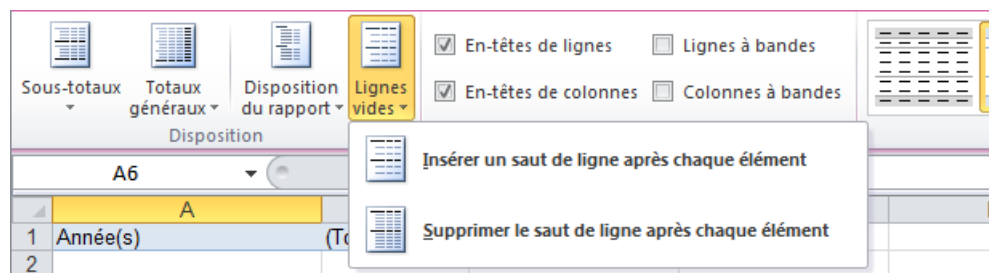 En-têtes de lignes Lignes à bandes
Sous-totaux Totaux généraux Disposition du rapport Lignes vides
En-têtes de colonnes Colonnes à bandes
Disposition
Insérer un saut de ligne après chaque élément
A6
Supprimer le saut de ligne après chaque élément
A
1 Année(s)
2